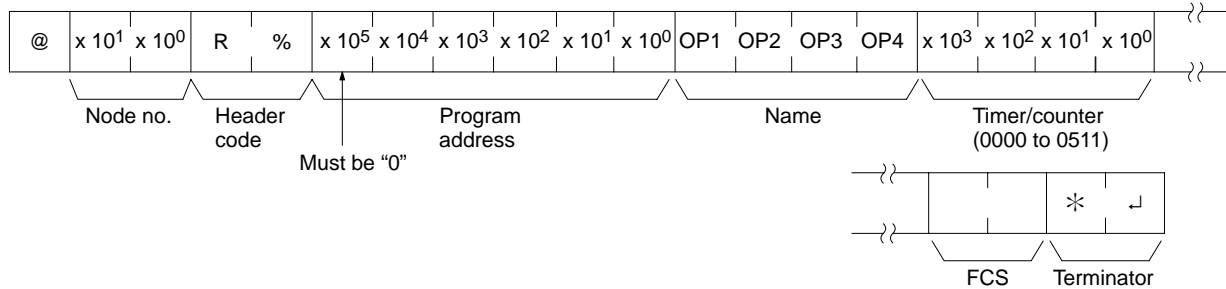 @ x 10¹ x 10⁰ R % x 10⁵ x 10⁴ x 10³ x 10² x 10¹ x 10⁰ OP1 OP2 OP3 OP4 x 10³ x 10² x 10¹ x 10⁰
Node no. Header code Program address Name Timer/counter (0000 to 0511)
Must be “0”
* ↵
FCS Terminator